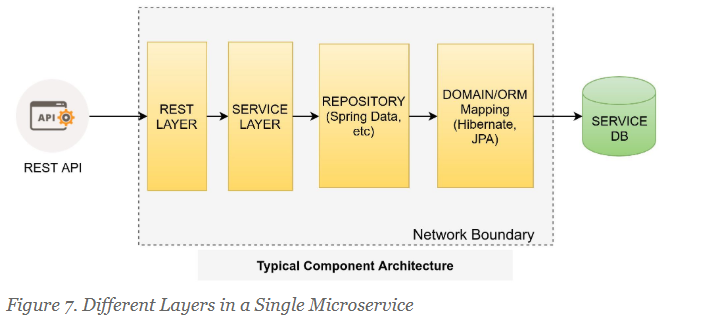 API
REST API
REST
LAYER
SERVICE
LAYER
REPOSITORY
(Spring Data,
etc)
DOMAIN/ORM
Mapping
(Hibernate,
JPA)
SERVICE
DB
Network Boundary
Typical Component Architecture
Figure 7. Different Layers in a Single Microservice